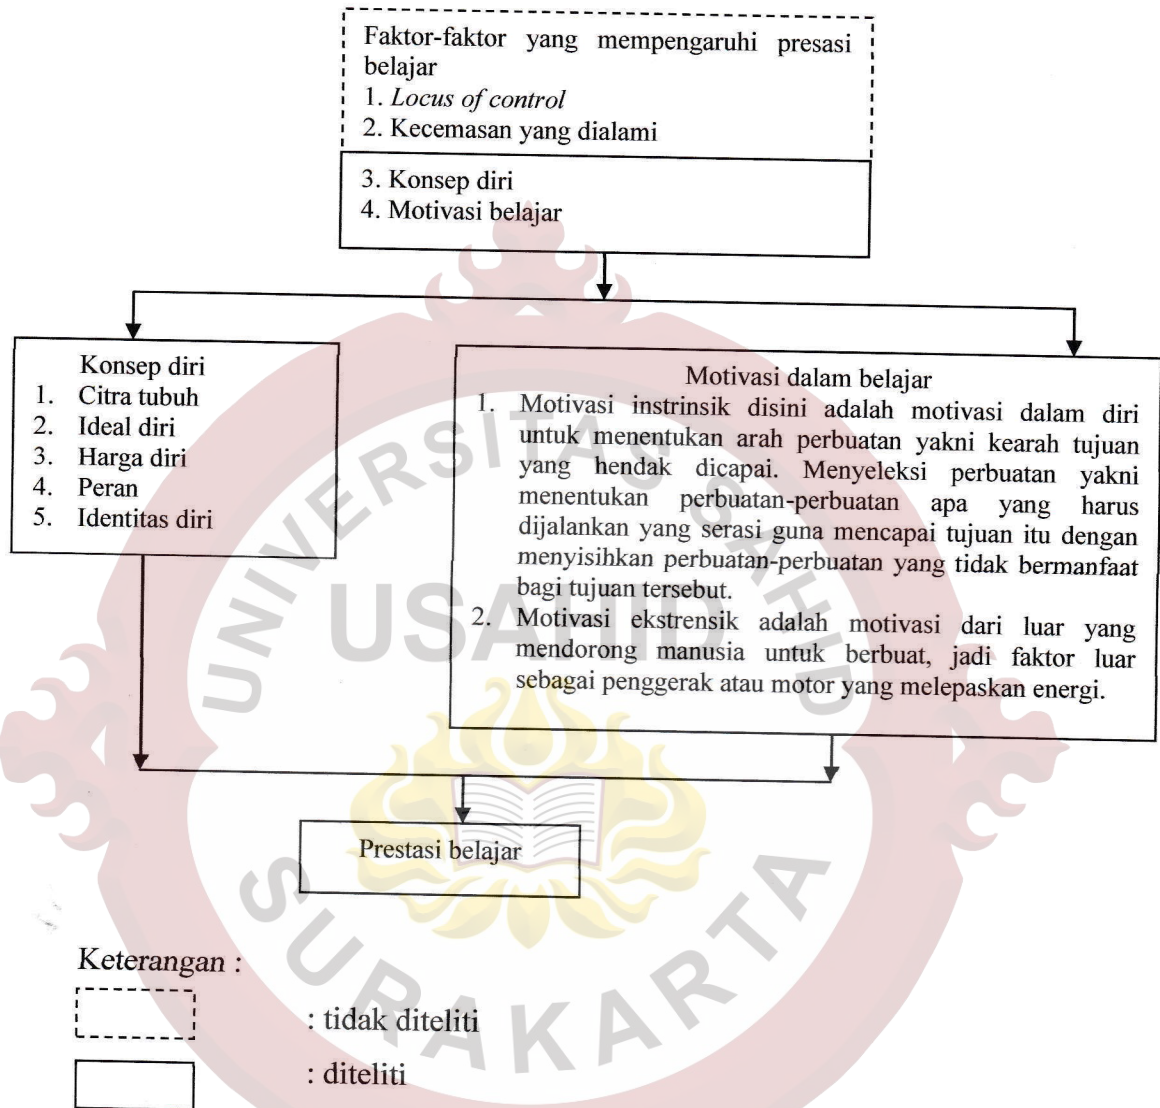 Faktor-faktor yang mempengaruhi presasi
belajar
1. Locus of control
2. Kecemasan yang dialami
3. Konsep diri
4. Motivasi belajar
Konsep diri
1. Citra tubuh
2. Ideal diri
3. Harga diri
4. Peran
5. Identitas diri
Motivasi dalam belajar
1. Motivasi instrinsik disini adalah motivasi dalam diri
untuk menentukan arah perbuatan yakni kearah tujuan
yang hendak dicapai. Menyeleksi perbuatan yakni
menentukan perbuatan-perbuatan apa yang harus
dijalankan yang serasi guna mencapai tujuan itu dengan
menyisihkan perbuatan-perbuatan yang tidak bermanfaat
bagi tujuan tersebut.
2. Motivasi ekstrensik adalah motivasi dari luar yang
mendorong manusia untuk berbuat, jadi faktor luar
sebagai penggerak atau motor yang melepaskan energi.
Prestasi belajar
Keterangan :
: tidak diteliti
: diteliti
UNIVERSITAS SAHID
USAHID
SURAKARTA